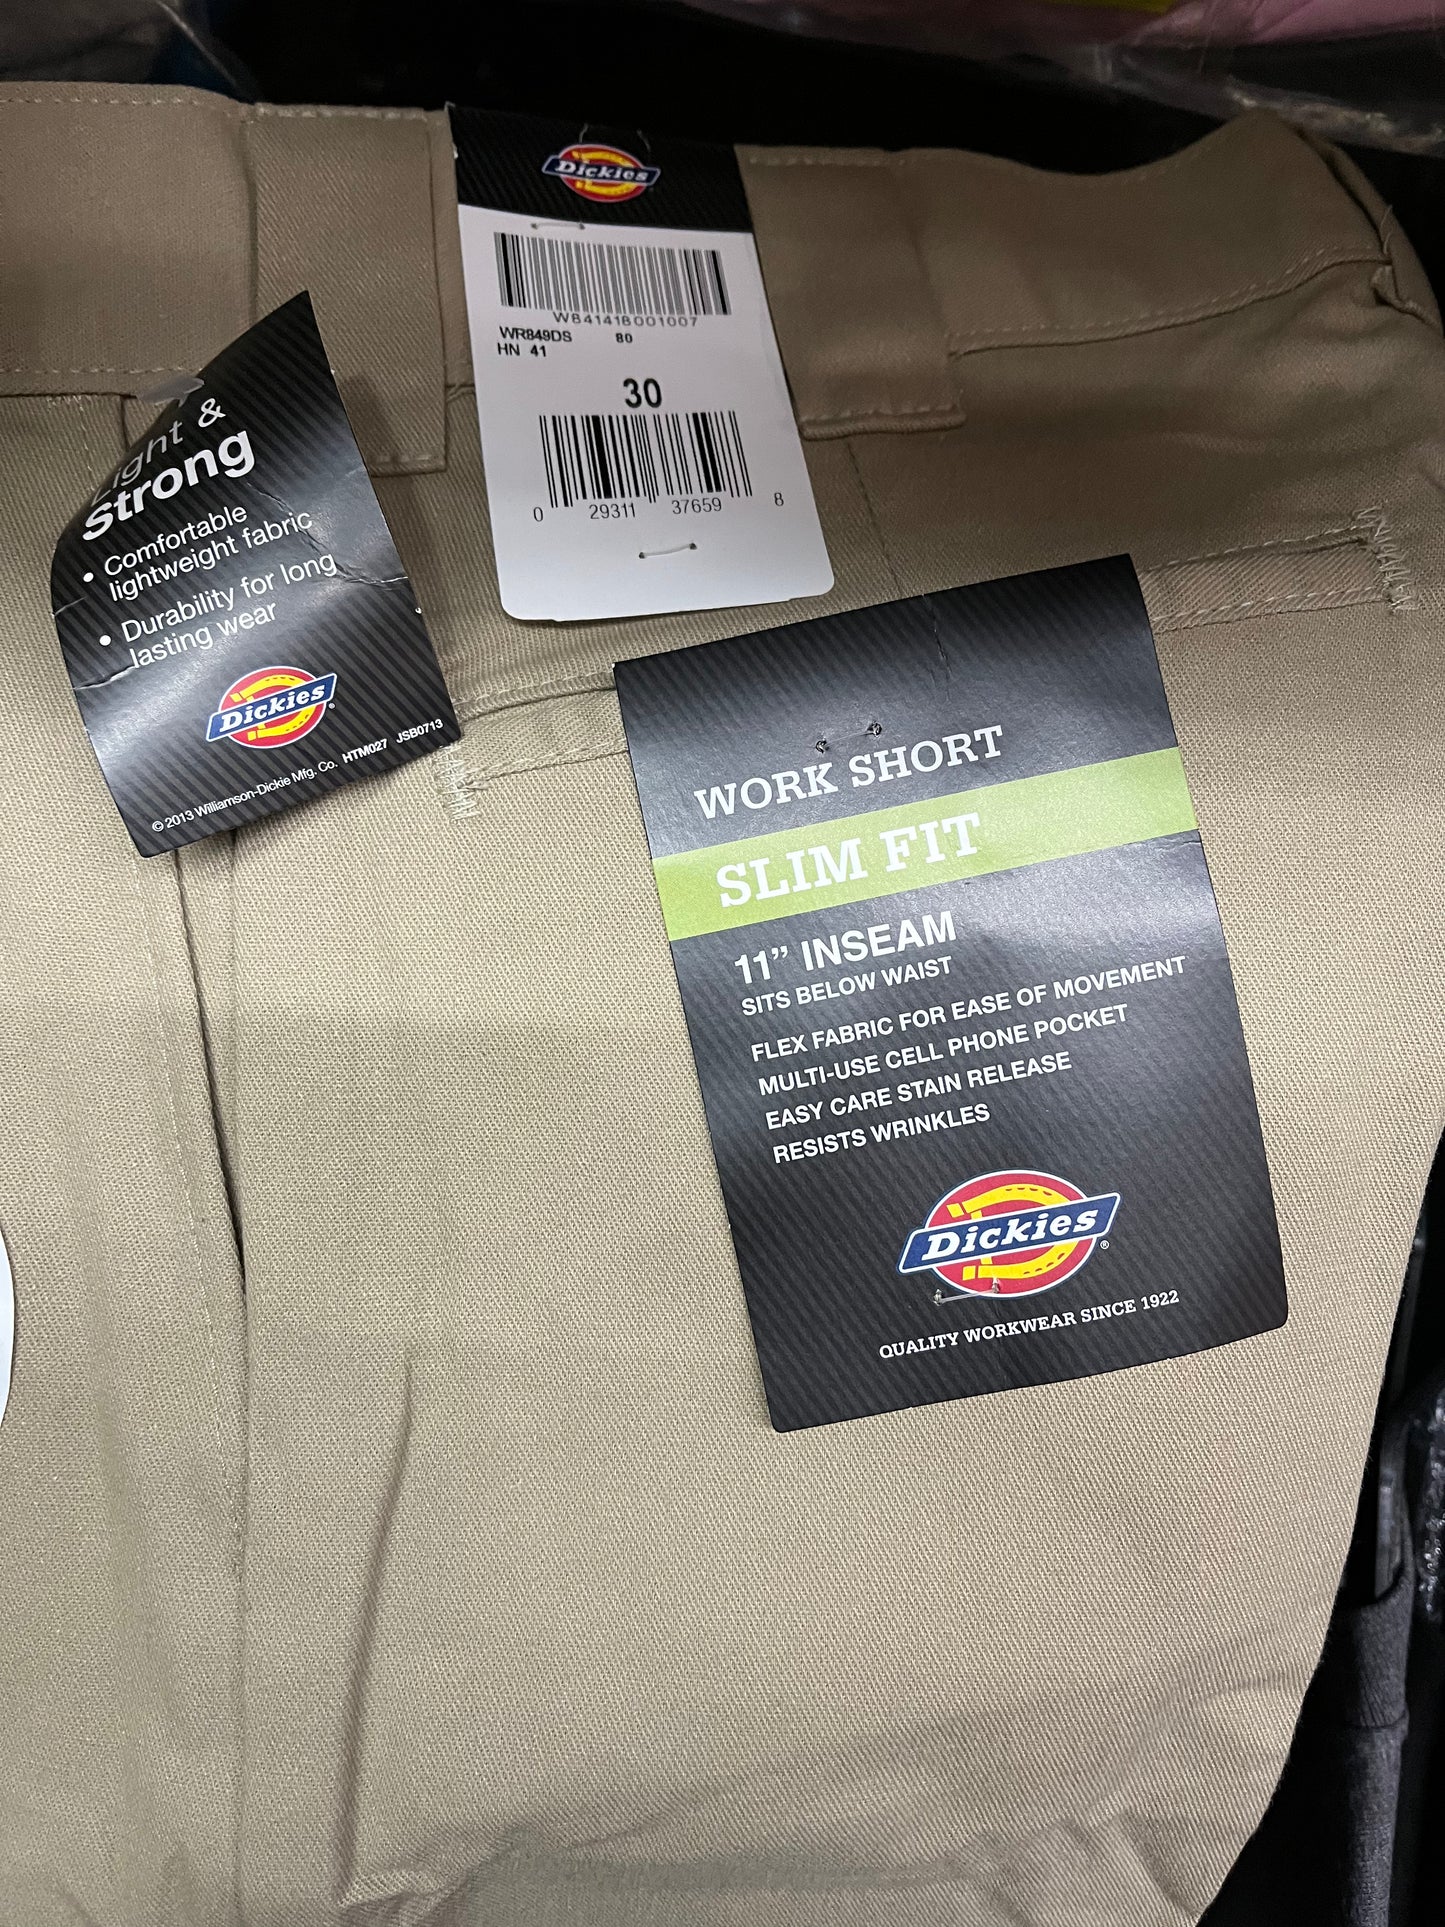 Dickies
W841418001007
WR849DS 80
HN 41
30
0 29311 37659 8
Light &
Strong
• Comfortable
lightweight fabric
• Durability for long
lasting wear
Dickies®
© 2013 Williamson-Dickie Mfg. Co. HTM027 JSB0713
WORK SHORT
SLIM FIT
11” INSEAM
SITS BELOW WAIST
FLEX FABRIC FOR EASE OF MOVEMENT
MULTI-USE CELL PHONE POCKET
EASY CARE STAIN RELEASE
RESISTS WRINKLES
Dickies®
QUALITY WORKWEAR SINCE 1922